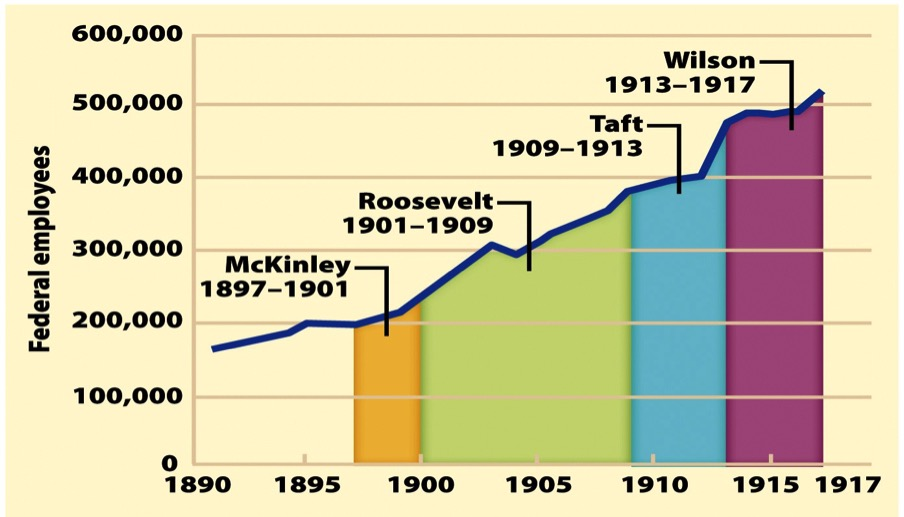 600,000
500,000
400,000
300,000
200,000
100,000
0
Federal employees
McKinley
1897–1901
Roosevelt
1901–1909
Taft
1909–1913
Wilson
1913–1917
1890 1895 1900 1905 1910 1915 1917